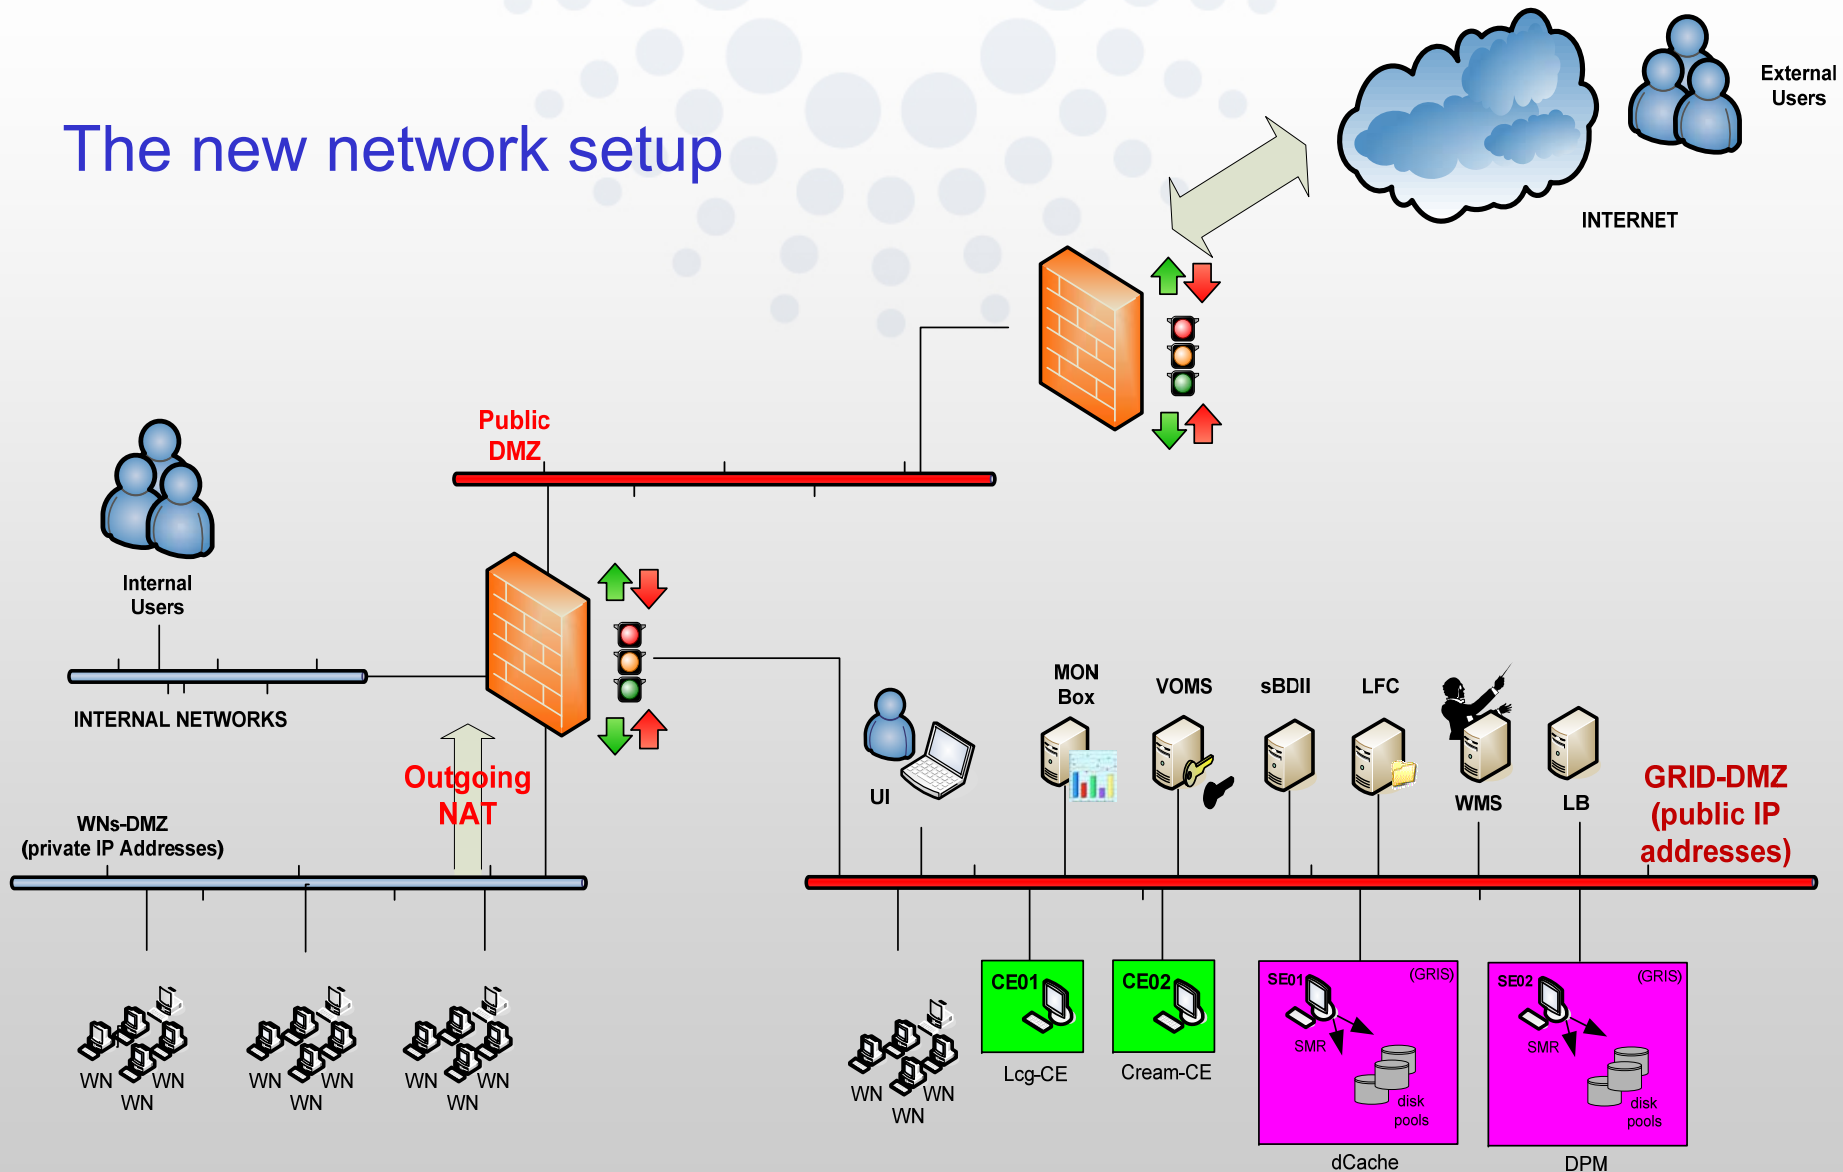 The new network setup
External
Users
INTERNET
Public
DMZ
Internal
Users
INTERNAL NETWORKS
Outgoing
NAT
WNs-DMZ
(private IP Addresses)
WN WN
WN
WN WN
WN
WN WN
WN
UI
MON
Box
VOMS
sBDII
LFC
WMS
LB
GRID-DMZ
(public IP
addresses)
WN WN
WN
CE01
Lcg-CE
CE02
Cream-CE
SE01
(GRIS)
SMR
disk
pools
dCache
SE02
(GRIS)
SMR
disk
pools
DPM